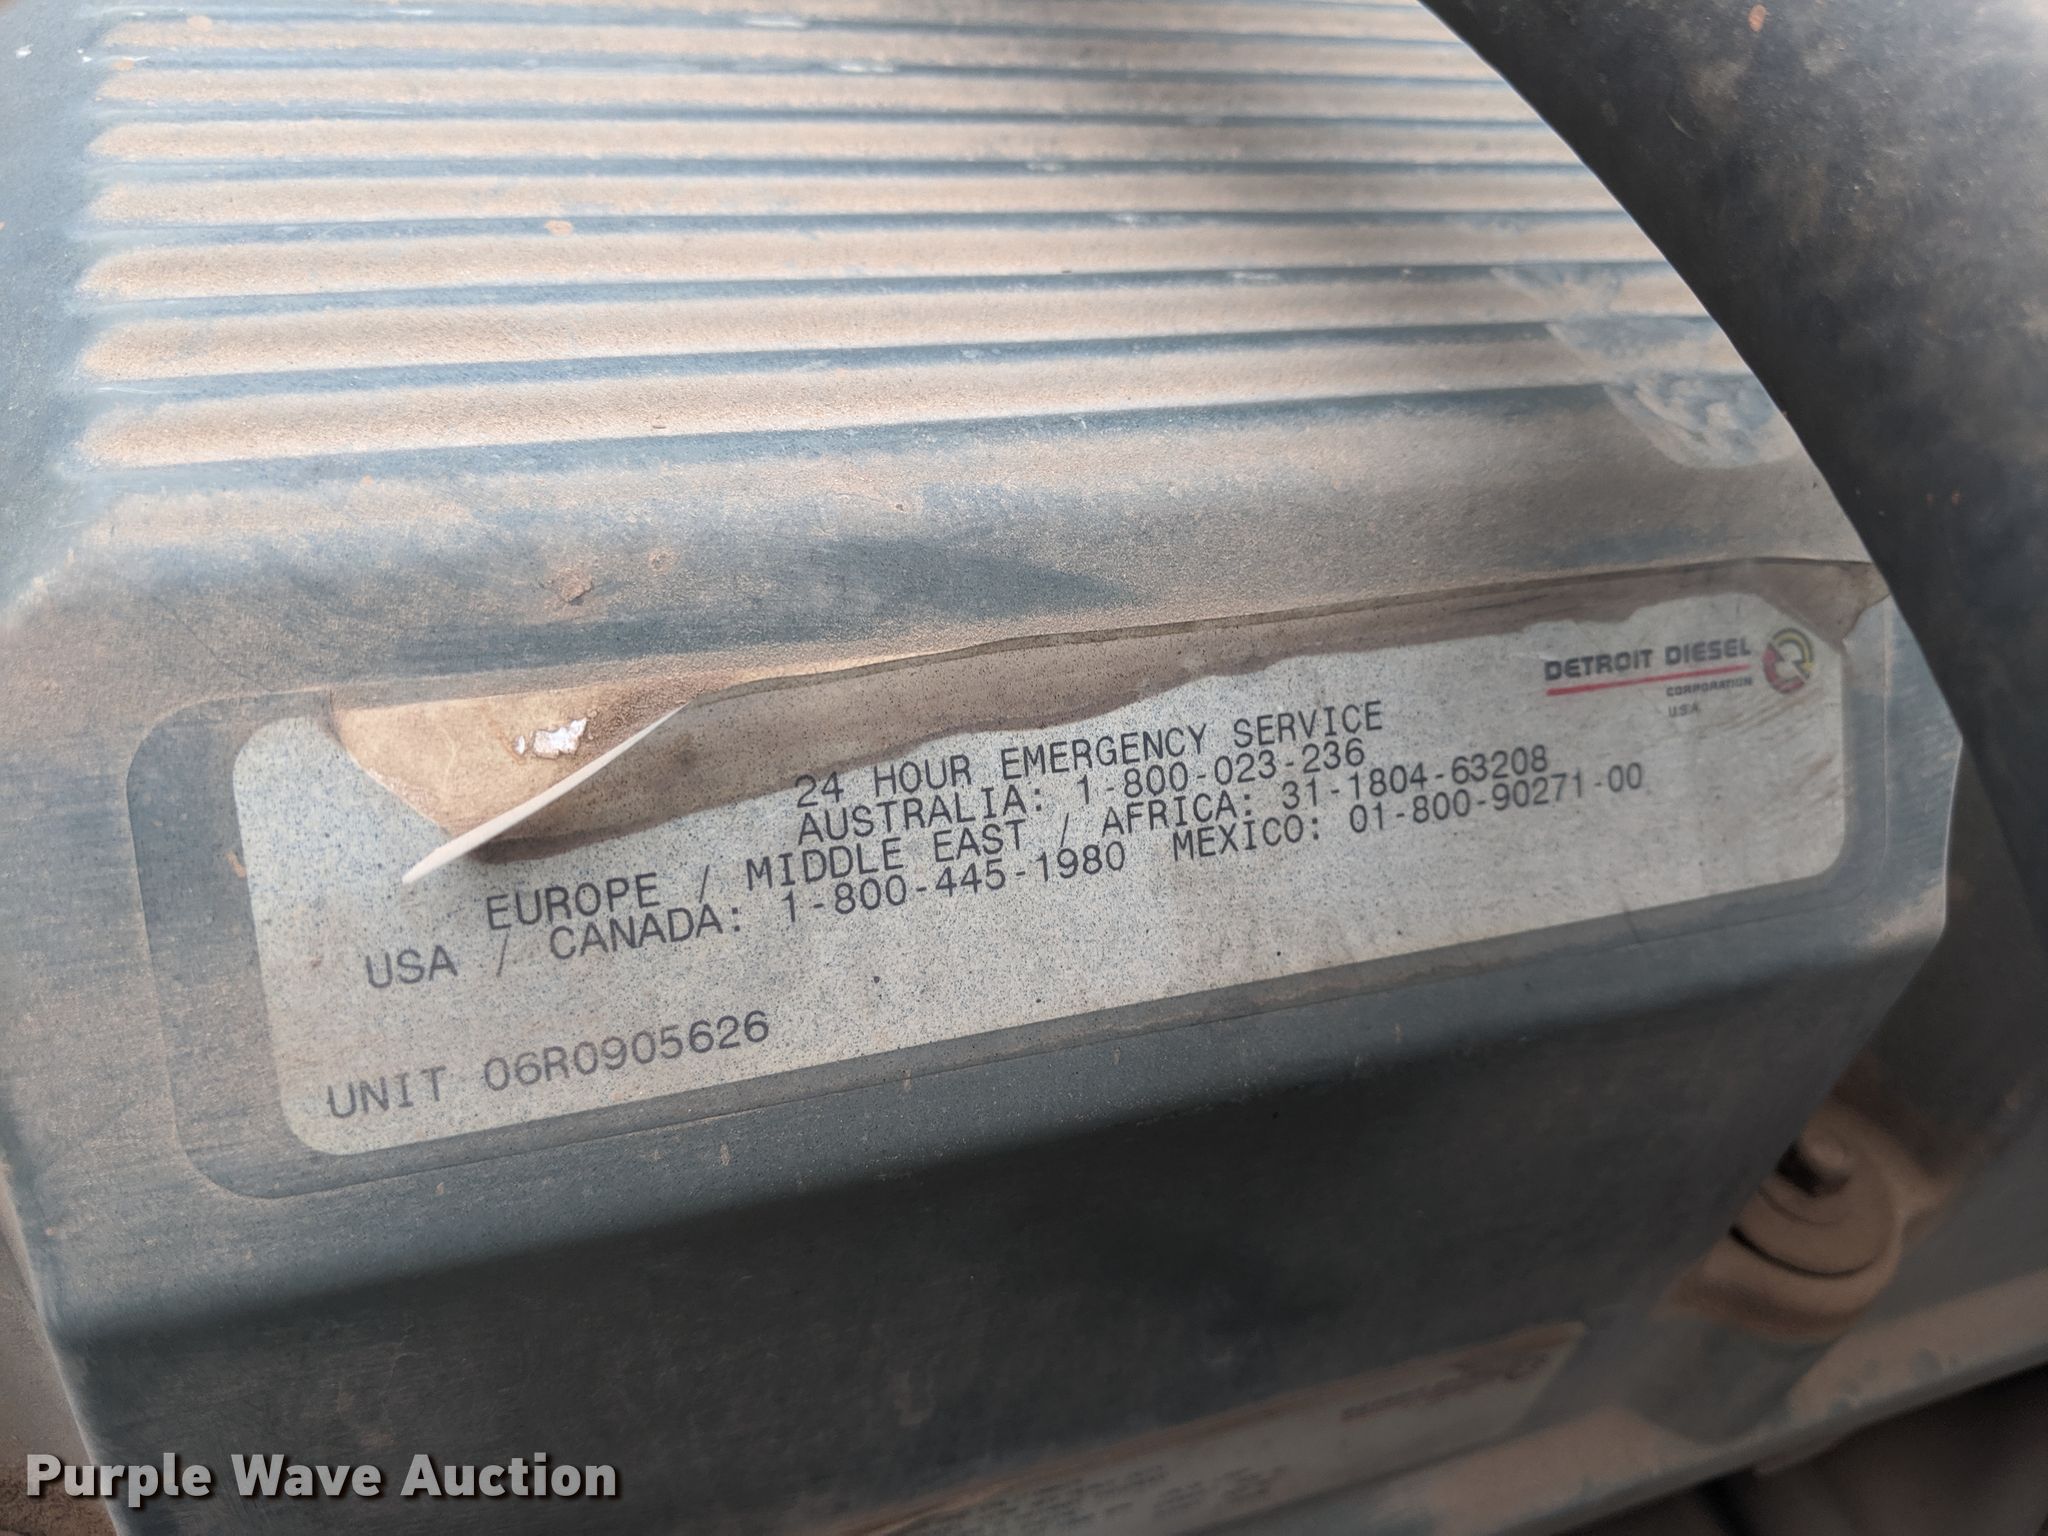 DETROIT DIESEL
CORPORATION
USA
24 HOUR EMERGENCY SERVICE
AUSTRALIA: 1-800-023-236
EUROPE / MIDDLE EAST / AFRICA: 31-1804-63208
USA / CANADA: 1-800-445-1980 MEXICO: 01-800-90271-00
UNIT 06R0905626
Purple Wave Auction